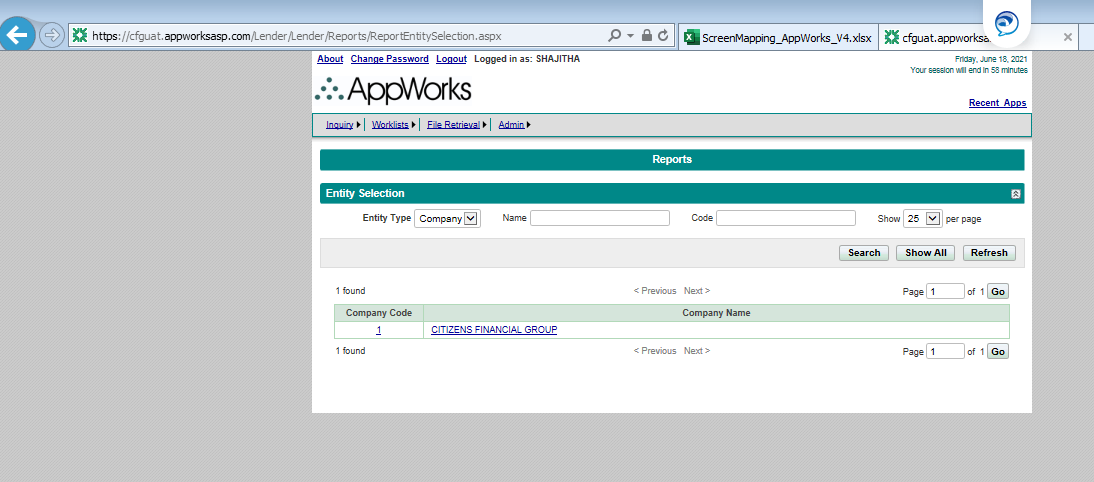 https://cfguat.appworksasp.com/Lender/Lender/Reports/ReportEntitySelection.aspx
ScreenMapping_AppWorks_V4.xlsx
cfguat.appworksa
About Change Password Logout Logged in as: SHAJITHA
Friday, June 18, 2021
Your session will end in 58 minutes
AppWorks
Recent Apps
Inquiry Worklists File Retrieval Admin
Reports
Entity Selection
Entity Type Company Name Code Show 25 per page
Search Show All Refresh
1 found < Previous Next > Page 1 of 1 Go
Company Code Company Name
1 CITIZENS FINANCIAL GROUP
1 found < Previous Next > Page 1 of 1 Go